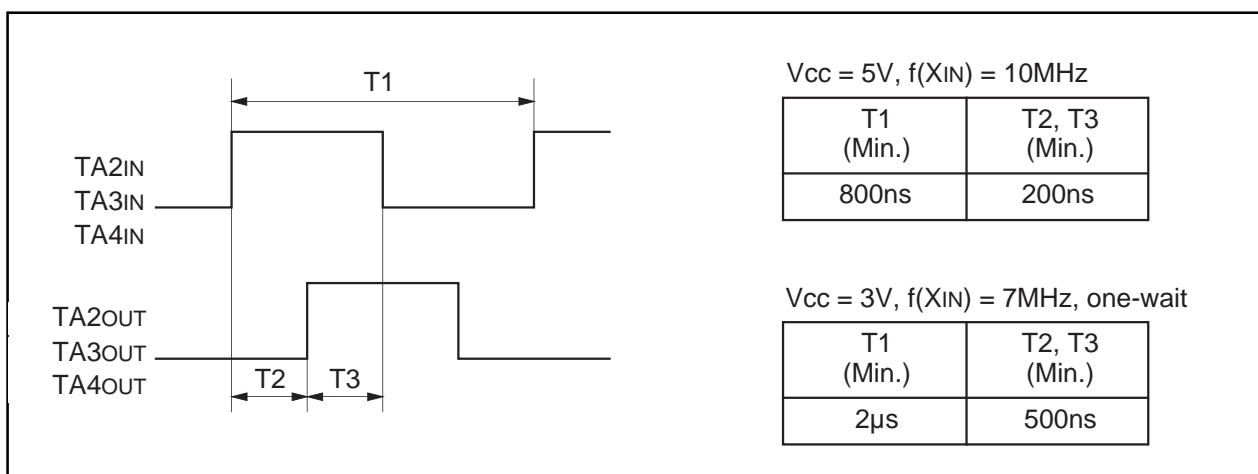 T1
TA2IN
TA3IN
TA4IN
TA2OUT
TA3OUT
TA4OUT
T2 T3
Vcc = 5V, f(XIN) = 10MHz
T1 (Min.) T2, T3 (Min.)
800ns 200ns
Vcc = 3V, f(XIN) = 7MHz, one-wait
T1 (Min.) T2, T3 (Min.)
2µs 500ns